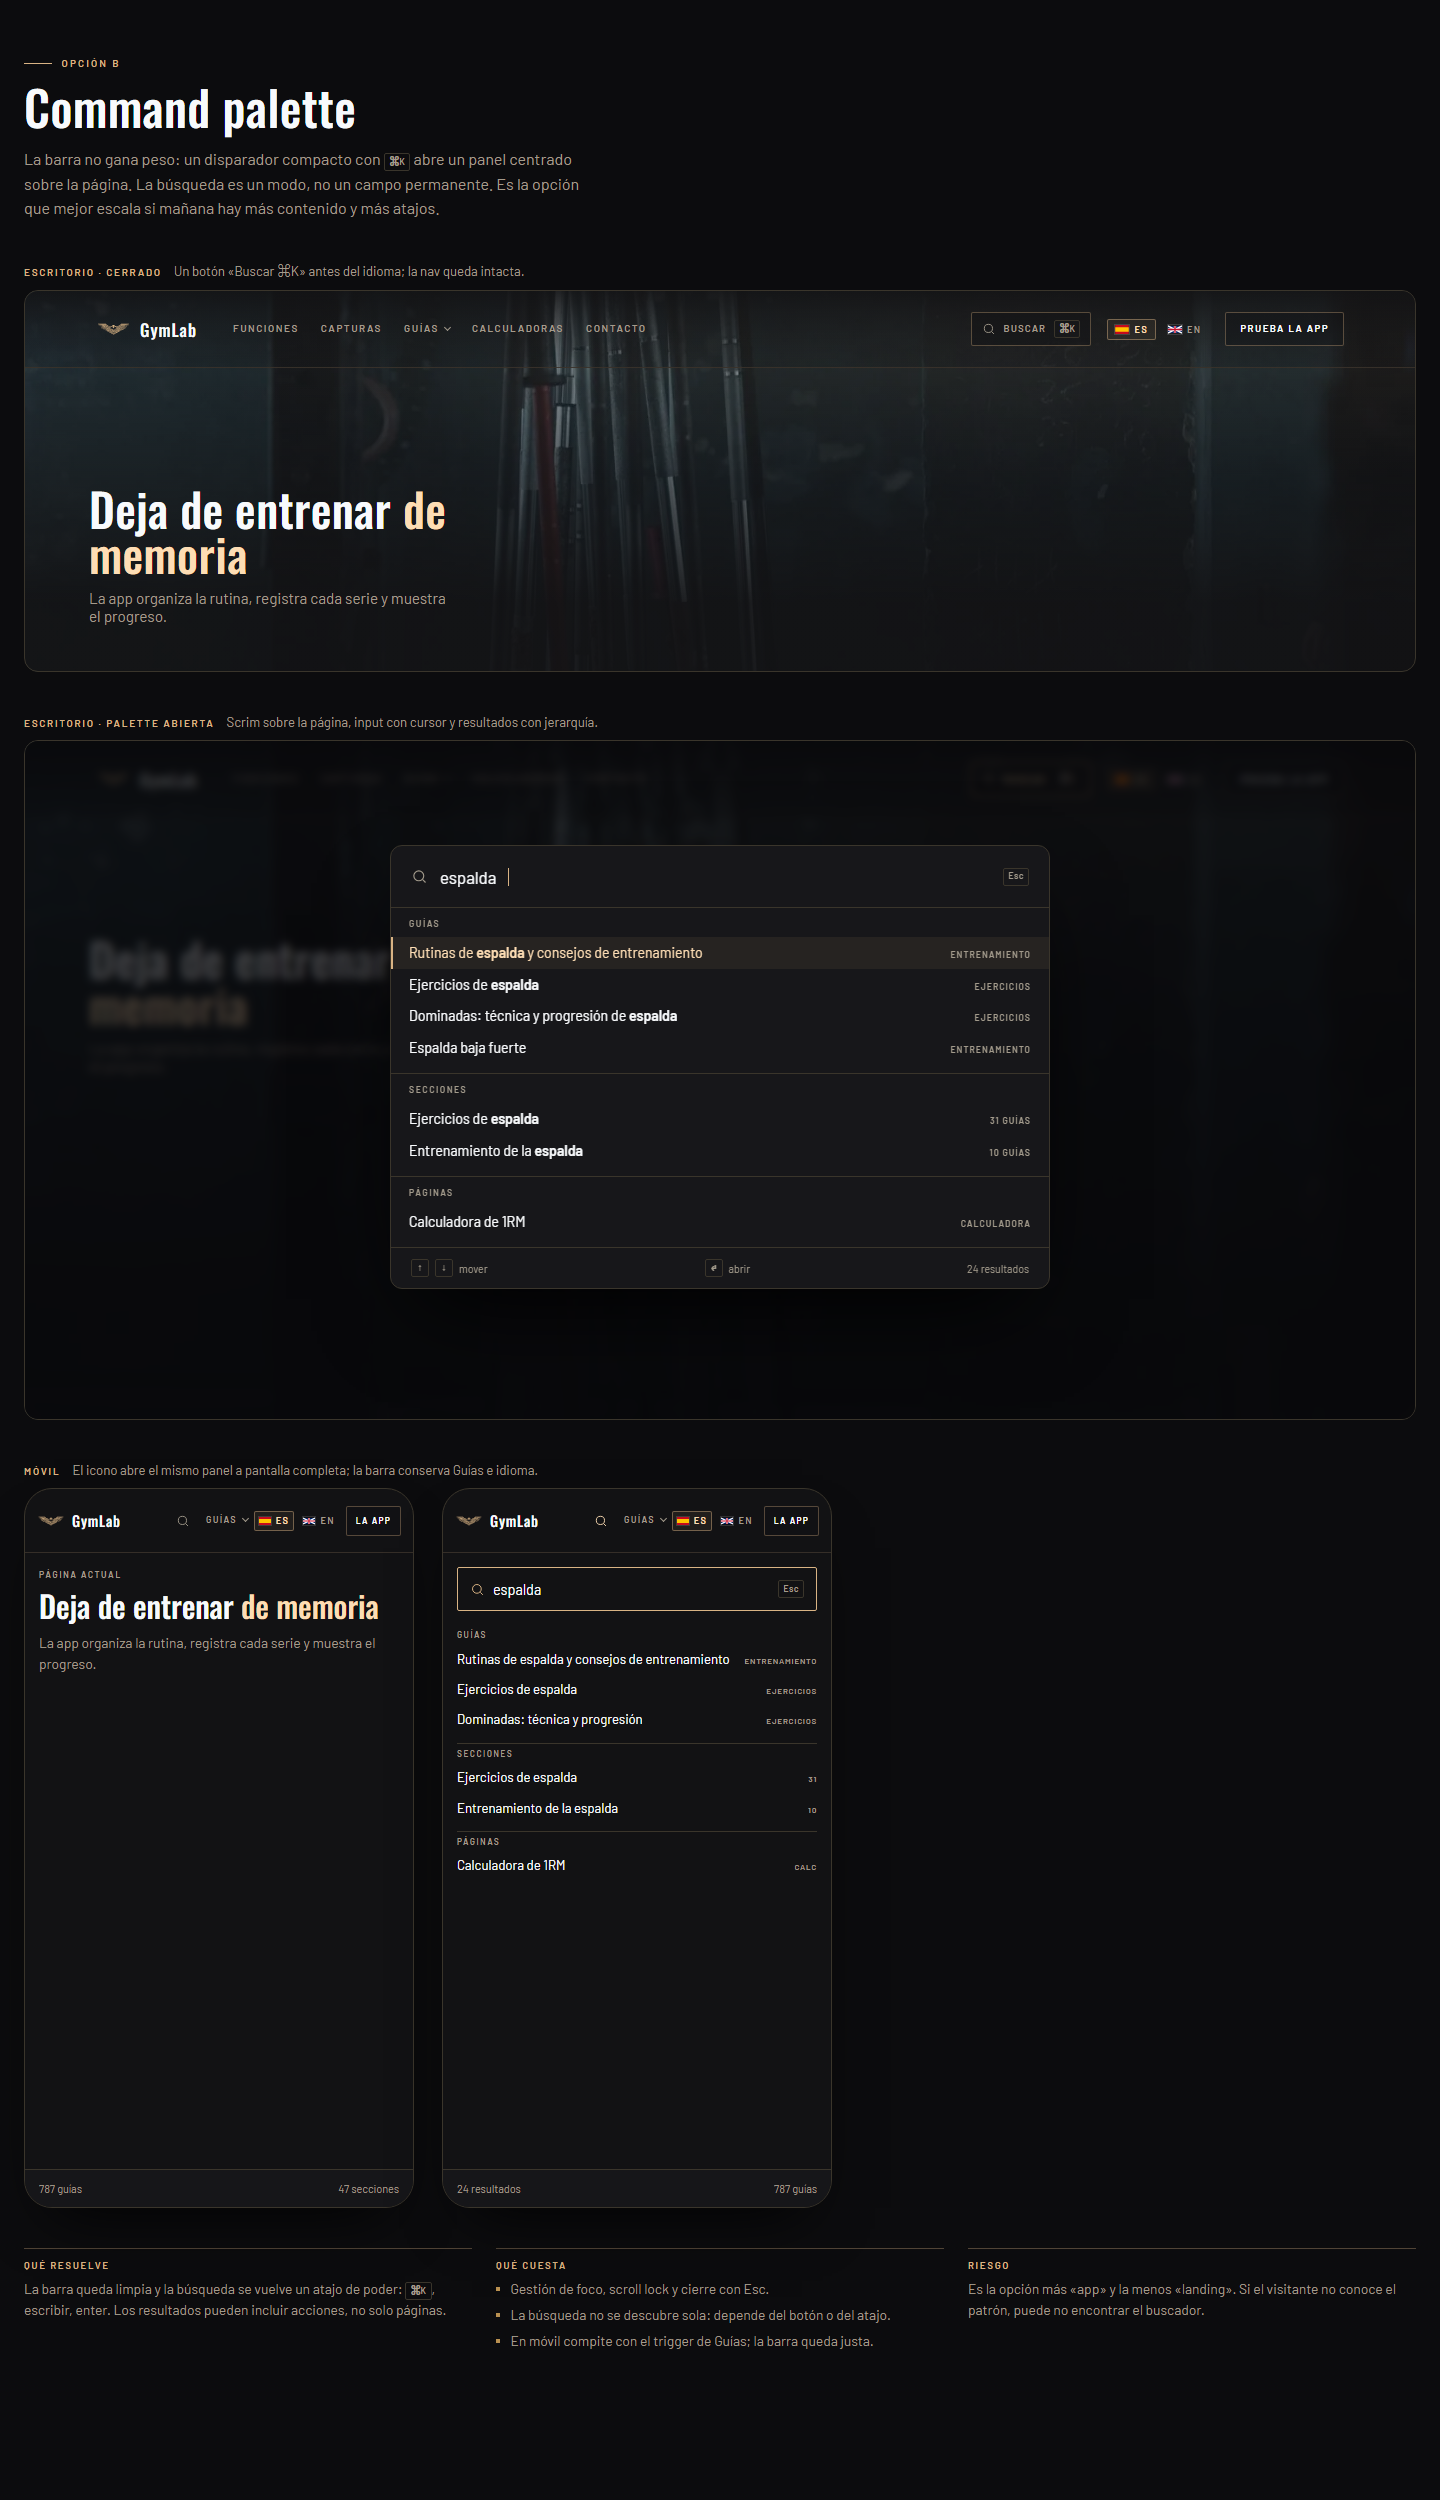 OPCIÓN B
Command palette
La barra no gana peso: un disparador compacto con ⌘K abre un panel centrado
sobre la página. La búsqueda es un modo, no un campo permanente. Es la opción
que mejor escala si mañana hay más contenido y más atajos.
ESCRITORIO · CERRADO Un botón «Buscar ⌘K» antes del idioma; la nav queda intacta.
GymLab FUNCIONES CAPTURAS GUÍAS CALCULADORAS CONTACTO BUSCAR ⌘K ES EN PRUEBA LA APP
Deja de entrenar de
memoria
La app organiza la rutina, registra cada serie y muestra
el progreso.
ESCRITORIO · PALETTE ABIERTA Scrim sobre la página, input con cursor y resultados con jerarquía.
GymLab
Deja de entrenar
memoria
espalda Esc
GUÍAS
Rutinas de espalda y consejos de entrenamiento ENTRENAMIENTO
Ejercicios de espalda EJERCICIOS
Dominadas: técnica y progresión de espalda EJERCICIOS
Espalda baja fuerte ENTRENAMIENTO
SECCIONES
Ejercicios de espalda 31 GUÍAS
Entrenamiento de la espalda 10 GUÍAS
PÁGINAS
Calculadora de 1RM CALCULADORA
↑ ↓ mover abrir 24 resultados
MÓVIL El icono abre el mismo panel a pantalla completa; la barra conserva Guías e idioma.
GymLab GUÍAS ES EN LA APP
PÁGINA ACTUAL
Deja de entrenar de memoria
La app organiza la rutina, registra cada serie y muestra el
progreso.
787 guías 47 secciones
GymLab GUÍAS ES EN LA APP
espalda Esc
GUÍAS
Rutinas de espalda y consejos de entrenamiento ENTRENAMIENTO
Ejercicios de espalda EJERCICIOS
Dominadas: técnica y progresión EJERCICIOS
SECCIONES
Ejercicios de espalda 31
Entrenamiento de la espalda 10
PÁGINAS
Calculadora de 1RM CALC
24 resultados 787 guías
QUÉ RESUELVE
La barra queda limpia y la búsqueda se vuelve un atajo de poder: ⌘K,
escribir, enter. Los resultados pueden incluir acciones, no solo páginas.
QUÉ CUESTA
Gestión de foco, scroll lock y cierre con Esc.
La búsqueda no se descubre sola: depende del botón o del atajo.
En móvil compite con el trigger de Guías; la barra queda justa.
RIESGO
Es la opción más «app» y la menos «landing». Si el visitante no conoce el
patrón, puede no encontrar el buscador.